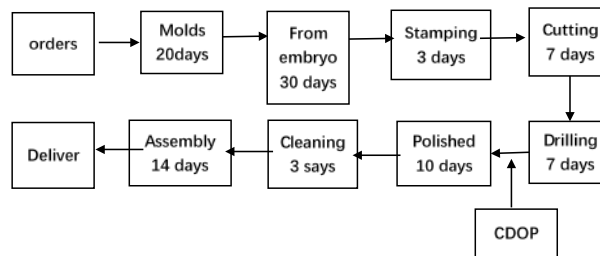 orders
Molds
20days
From
embryo
30 days
Stamping
3 days
Cutting
7 days
Deliver
Assembly
14 days
Cleaning
3 says
Polished
10 days
Drilling
7 days
CDOP